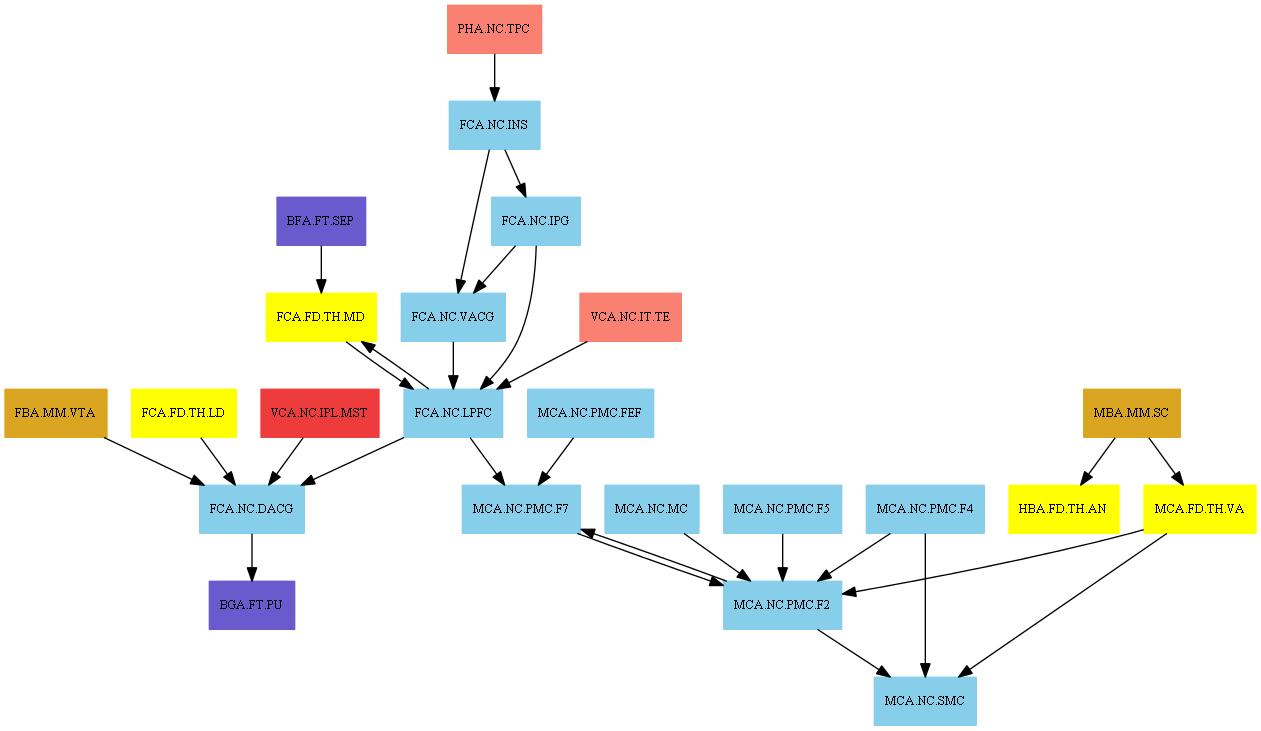 PHA.NC.TPC
FCA.NC.INS
BFA.FT.SEP
FCA.NC.IPG
FCA.FD.TH.MD
FCA.NC.VACG
VCA.NC.IT.TE
FBA.MM.VTA
FCA.FD.TH.LD
VCA.NC.IPL.MST
FCA.NC.LPFC
MCA.NC.PMC.FEF
MBA.MM.SC
FCA.NC.DACG
MCA.NC.PMC.F7
MCA.NC.MC
MCA.NC.PMC.F5
MCA.NC.PMC.F4
HBA.FD.TH.AN
MCA.FD.TH.VA
BGA.FT.PU
MCA.NC.PMC.F2
MCA.NC.SMC